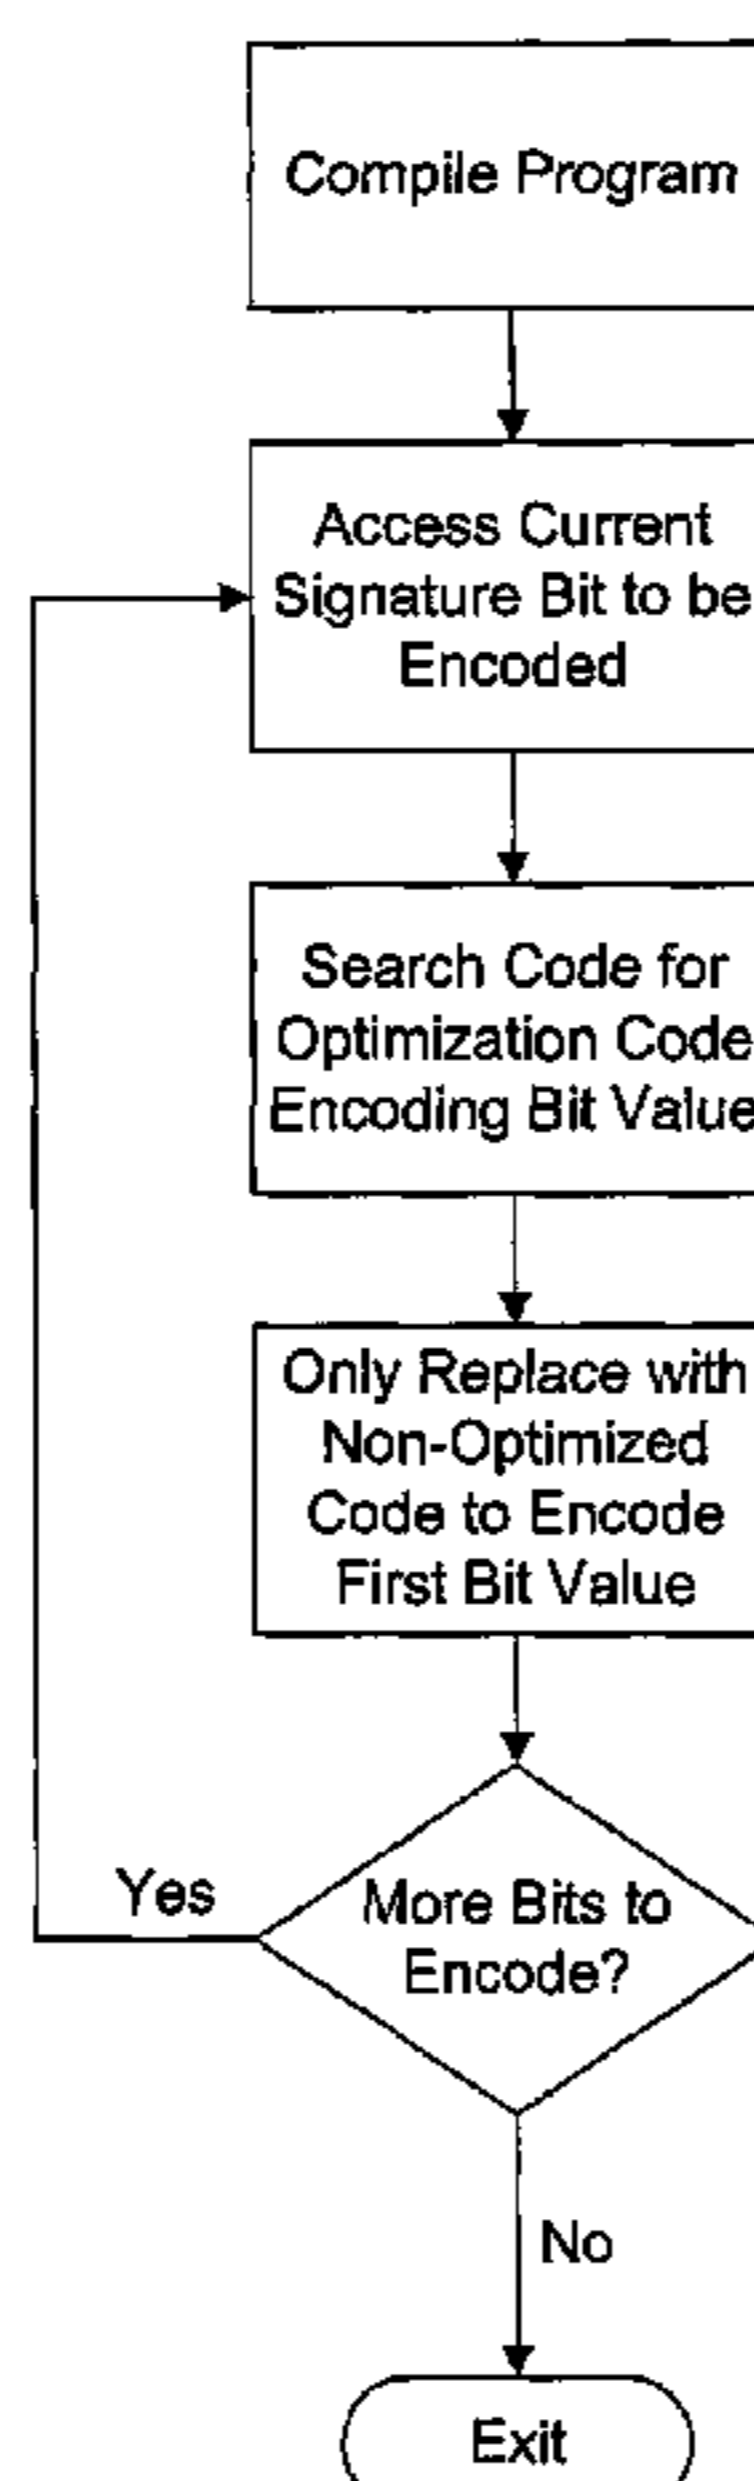 Compile Program
Access Current
Signature Bit to be
Encoded
Search Code for
Optimization Code
Encoding Bit Value
Only Replace with
Non-Optimized
Code to Encode
First Bit Value
Yes
More Bits to
Encode?
No
Exit